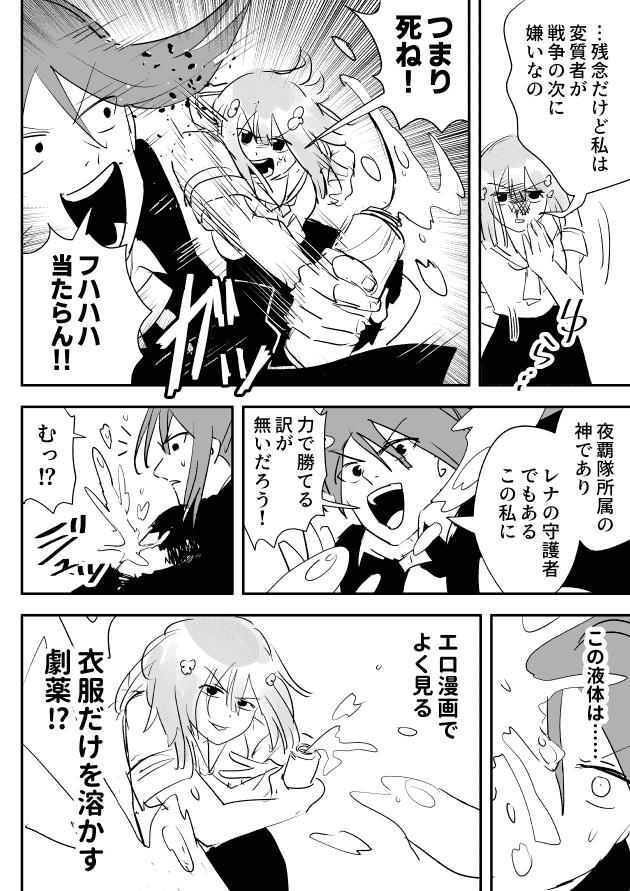 …残念だけど私は
変質者が
戦争の次に
嫌いなの
すっ…
つまり
死ね!
ガッ
フハハハ
当たらん!!
夜覇隊所属の
神であり
レナの守護者
でもある
この私に
力で勝てる
訳が
無いだろう!
むっ!?
この液体は……
エロ漫画で
よく見る
衣服だけを溶かす
劇薬!?